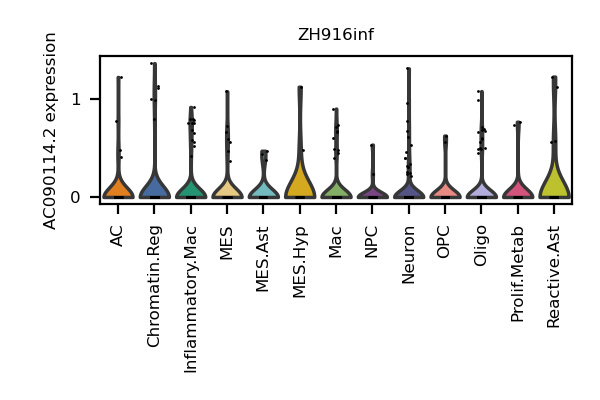 ZH916inf
AC090114.2 expression
1
0
AC
Chromatin.Reg
Inflammatory.Mac
MES
MES.Ast
MES.Hyp
Mac
NPC
Neuron
OPC
Oligo
Prolif.Metab
Reactive.Ast